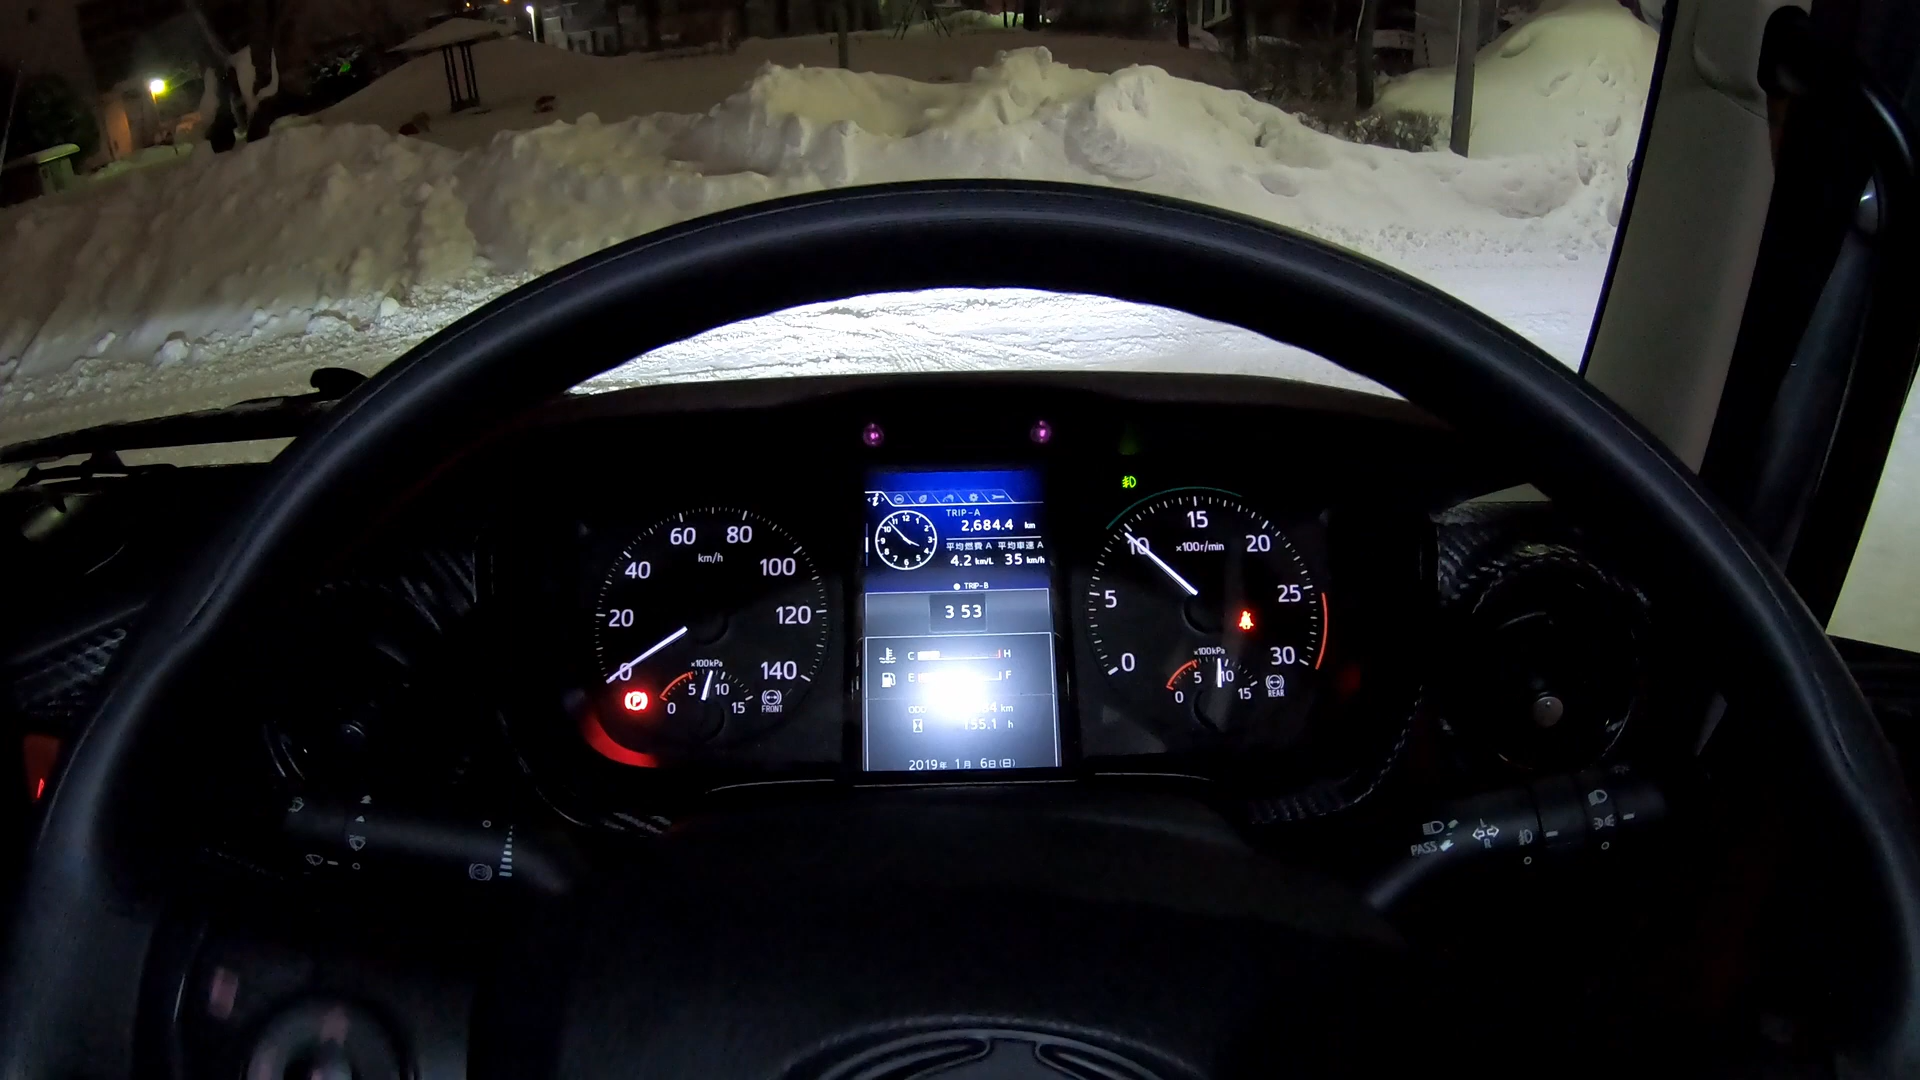 TRIP-A
2,684.4 km
平均燃費 A 平均車速 A
4.2 km/L 35 km/h
TRIP-B
3 53
C H
E F
km
155.1 h
2019年 1月 6日(日)
0 20 40 60 80 100 120 140
km/h
×100kPa
0 5 10 15
FRONT
0 5 10 15 20 25 30
×100r/min
×100kPa
0 5 10 15
REAR
PASS
L
R